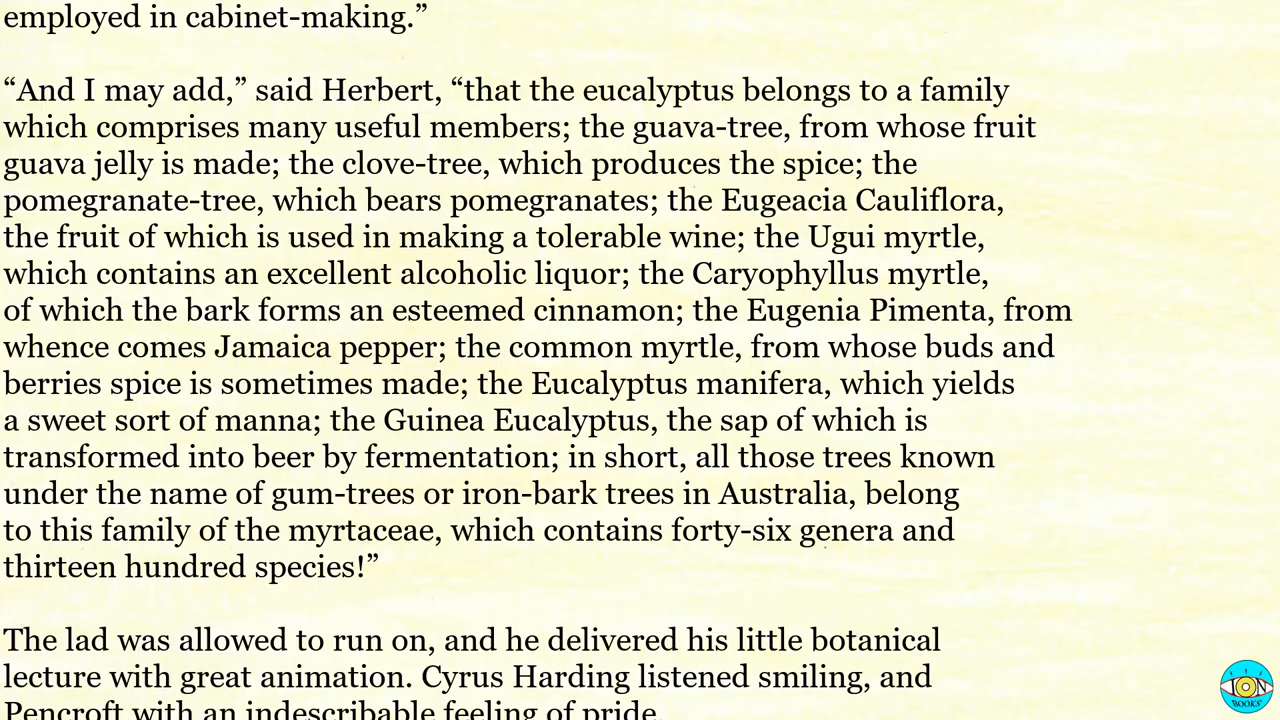 employed in cabinet-making.”
“And I may add,” said Herbert, “that the eucalyptus belongs to a family
which comprises many useful members; the guava-tree, from whose fruit
guava jelly is made; the clove-tree, which produces the spice; the
pomegranate-tree, which bears pomegranates; the Eugeacia Cauliflora,
the fruit of which is used in making a tolerable wine; the Ugui myrtle,
which contains an excellent alcoholic liquor; the Caryophyllus myrtle,
of which the bark forms an esteemed cinnamon; the Eugenia Pimenta, from
whence comes Jamaica pepper; the common myrtle, from whose buds and
berries spice is sometimes made; the Eucalyptus manifera, which yields
a sweet sort of manna; the Guinea Eucalyptus, the sap of which is
transformed into beer by fermentation; in short, all those trees known
under the name of gum-trees or iron-bark trees in Australia, belong
to this family of the myrtaceae, which contains forty-six genera and
thirteen hundred species!”
The lad was allowed to run on, and he delivered his little botanical
lecture with great animation. Cyrus Harding listened smiling, and
Pencroft with an indescribable feeling of pride.
ION
BOOKS